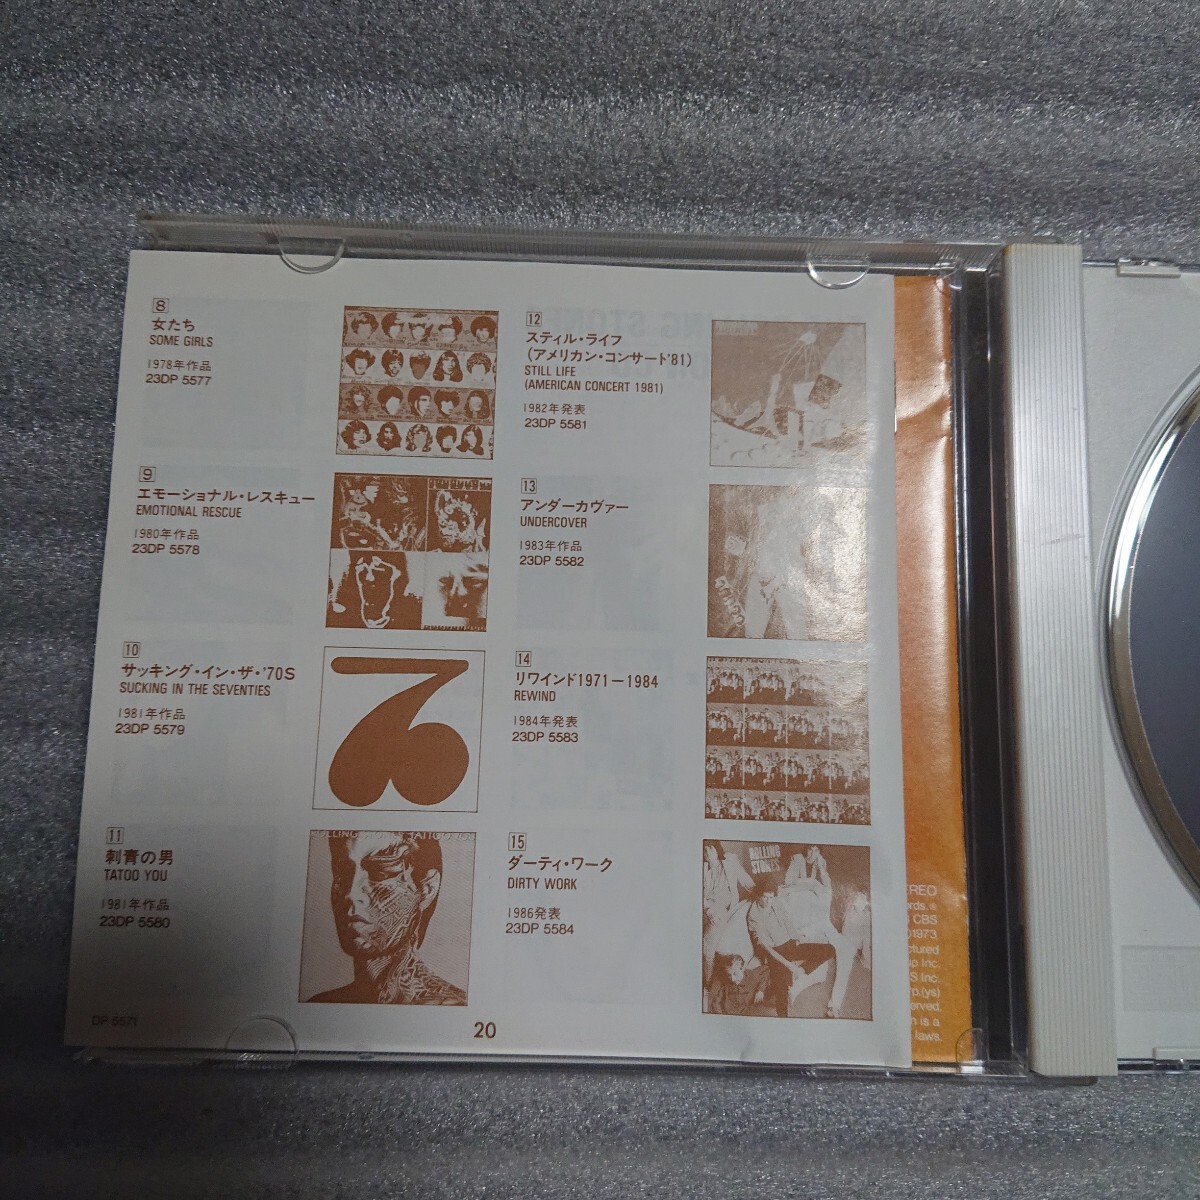 8
女たち
SOME GIRLS
1978年作品
23DP 5577
9
エモーショナル・レスキュー
EMOTIONAL RESCUE
1980年作品
23DP 5578
10
サッキング・イン・ザ・'70S
SUCKING IN THE SEVENTIES
1981年作品
23DP 5579
11
刺青の男
TATOO YOU
1981年作品
23DP 5580
12
スティル・ライフ
(アメリカン・コンサート'81)
STILL LIFE
(AMERICAN CONCERT 1981)
1982年発表
23DP 5581
13
アンダーカヴァー
UNDERCOVER
1983年作品
23DP 5582
14
リワインド1971－1984
REWIND
1984年発表
23DP 5583
15
ダーティ・ワーク
DIRTY WORK
1986発表
23DP 5584
ROLLING
STONES
DP 5571
20
CBS
1973
Inc.
S Inc.
(ys)
is a
laws.